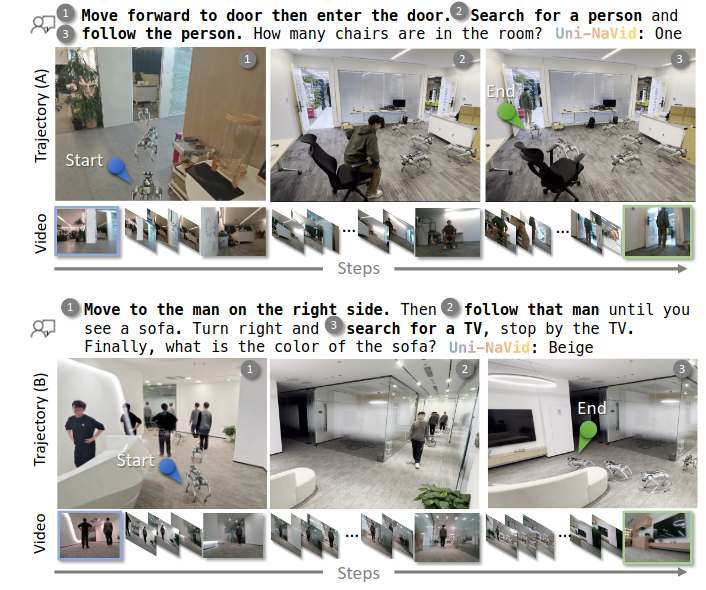 1 Move forward to door then enter the door. 2 Search for a person and
3 follow the person. How many chairs are in the room? Uni-NaVid: One
Trajectory (A)
1
Start
2
3
End
Video
...
...
Steps
1 Move to the man on the right side. Then 2 follow that man until you
see a sofa. Turn right and 3 search for a TV, stop by the TV.
Finally, what is the color of the sofa? Uni-NaVid: Beige
Trajectory (B)
1
Start
2
3
End
Video
...
...
Steps